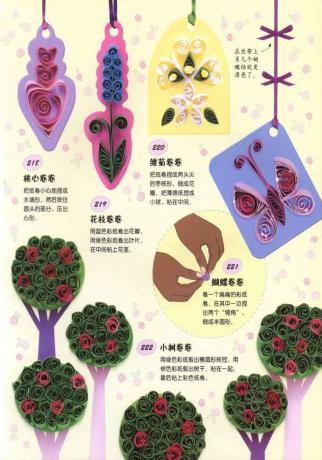 在丝带上
系几个蝴
蝶结就更
漂亮了。
218
桃心卷卷
把纸卷小心地捏成
水滴形，然后按住
圆头的部分，压出
心形。
219
花枝卷卷
用蓝色彩纸卷出花瓣，
用绿色彩纸卷出叶片，
在中间粘上花茎。
220
雏菊卷卷
把纸卷捏成两头尖
的枣核形，做成花
瓣，把薄绵纸捏成
小球，粘在中间。
221
蝴蝶卷卷
卷一个扁扁的彩纸
卷，在其中一边捏
出两个“犄角”，
做成半圆形。
222 小树卷卷
用绿色彩纸剪出椭圆形树冠，用
棕色彩纸剪出树干，粘在一起，
最后粘上彩色纸卷。